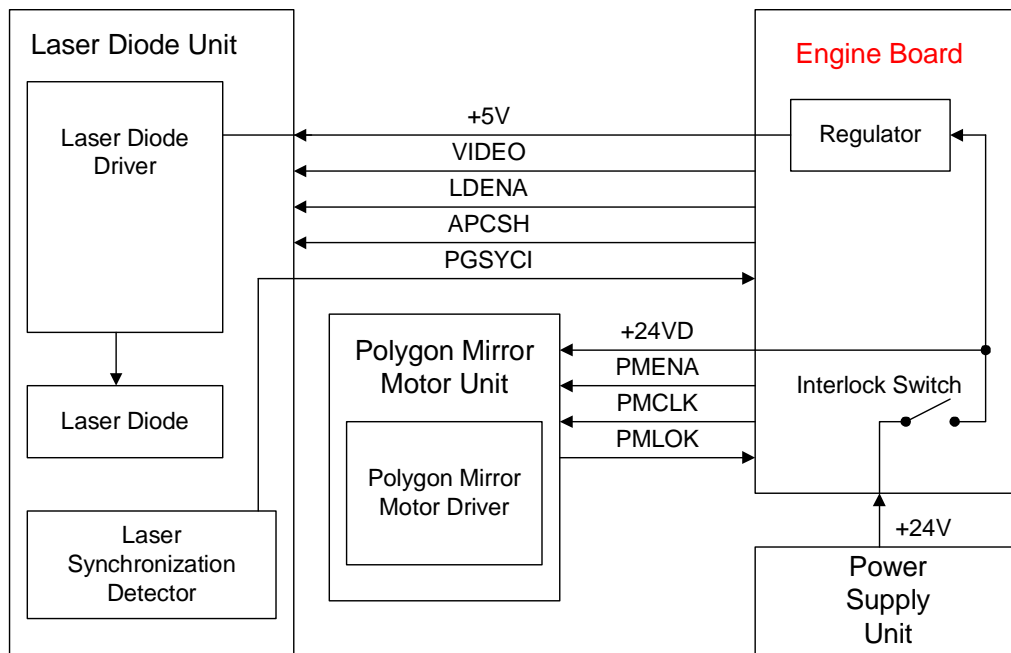 Laser Diode Unit
Laser Diode
Driver
Laser Diode
Laser
Synchronization
Detector
+5V
VIDEO
LDENA
APCSH
PGSYCI
Polygon Mirror
Motor Unit
Polygon Mirror
Motor Driver
+24VD
PMENA
PMCLK
PMLOK
Engine Board
Regulator
Interlock Switch
+24V
Power
Supply
Unit